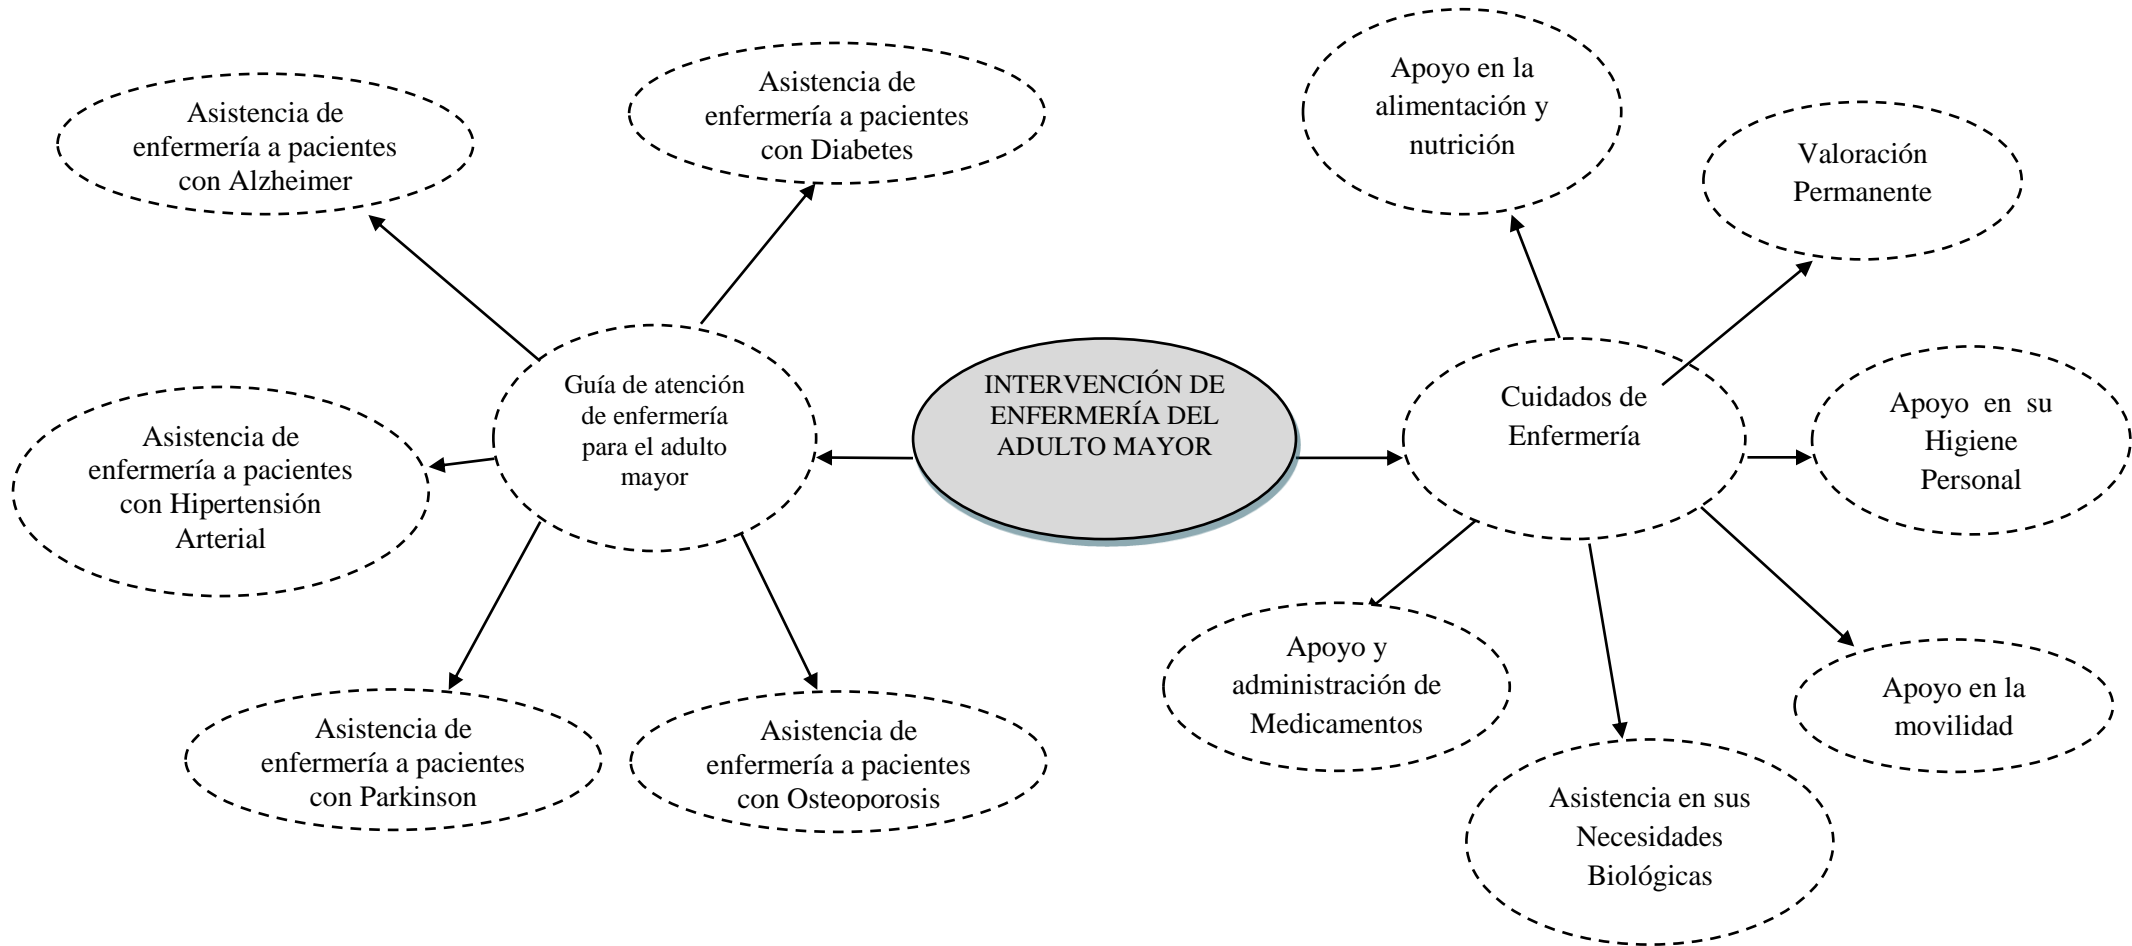 Asistencia de
enfermería a pacientes
con Alzheimer
Asistencia de
enfermería a pacientes
con Diabetes
Apoyo en la
alimentación y
nutrición
Valoración
Permanente
Guía de atención
de enfermería
para el adulto
mayor
INTERVENCIÓN DE
ENFERMERÍA DEL
ADULTO MAYOR
Cuidados de
Enfermería
Apoyo en su
Higiene
Personal
Asistencia de
enfermería a pacientes
con Hipertensión
Arterial
Asistencia de
enfermería a pacientes
con Parkinson
Asistencia de
enfermería a pacientes
con Osteoporosis
Apoyo y
administración de
Medicamentos
Asistencia en sus
Necesidades
Biológicas
Apoyo en la
movilidad